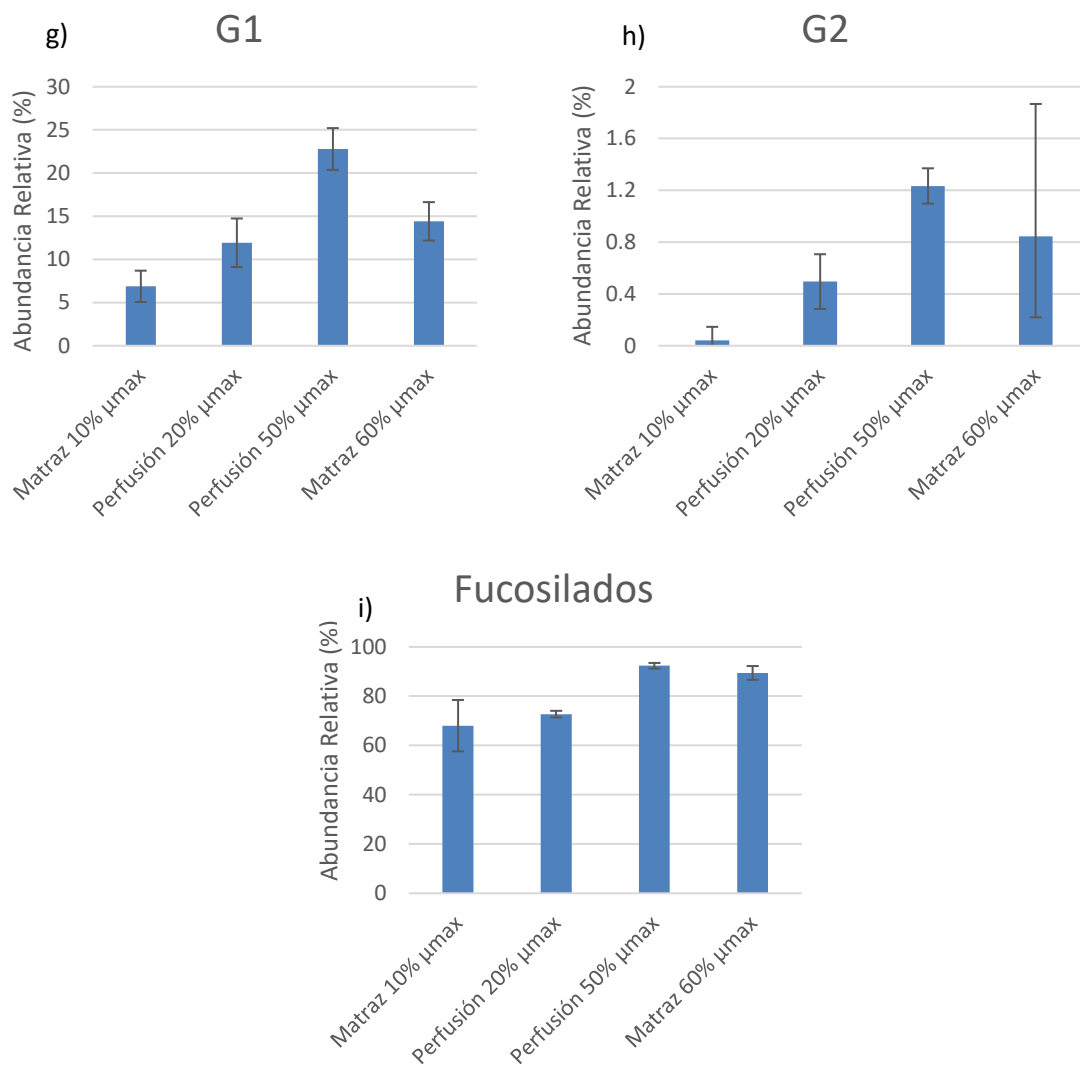 g)
G1
Abundancia Relativa (%)
30
25
20
15
10
5
0
Matraz 10% μmax
Perfusión 20% μmax
Perfusión 50% μmax
Matraz 60% μmax
h)
G2
Abundancia Relativa (%)
2
1.6
1.2
0.8
0.4
0
Matraz 10% μmax
Perfusión 20% μmax
Perfusión 50% μmax
Matraz 60% μmax
i)
Fucosilados
Abundancia Relativa (%)
100
80
60
40
20
0
Matraz 10% μmax
Perfusión 20% μmax
Perfusión 50% μmax
Matraz 60% μmax